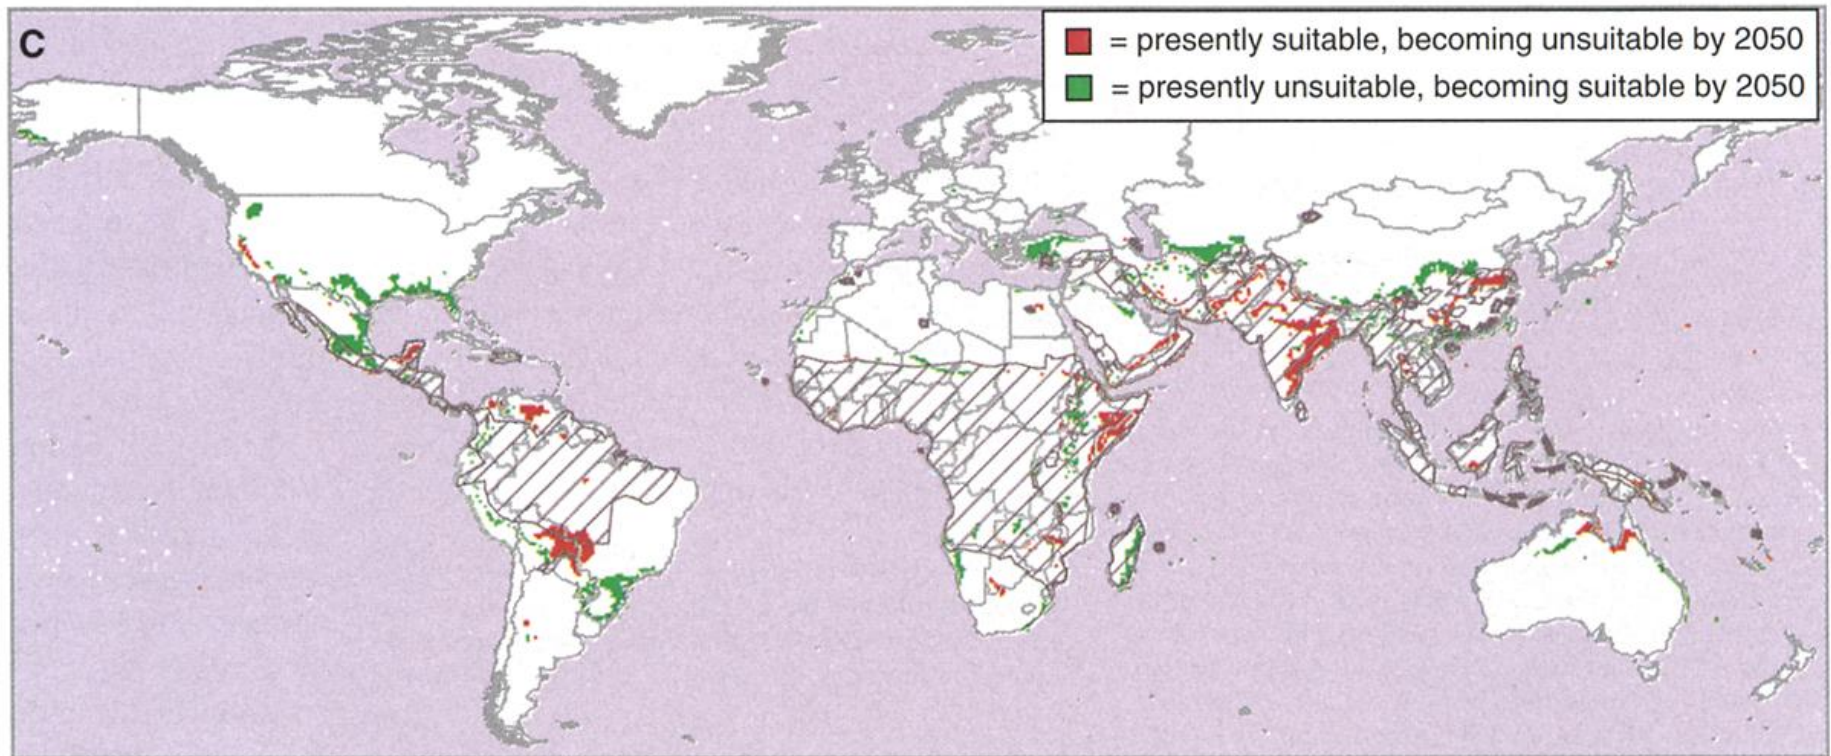 C
= presently suitable, becoming unsuitable by 2050
= presently unsuitable, becoming suitable by 2050